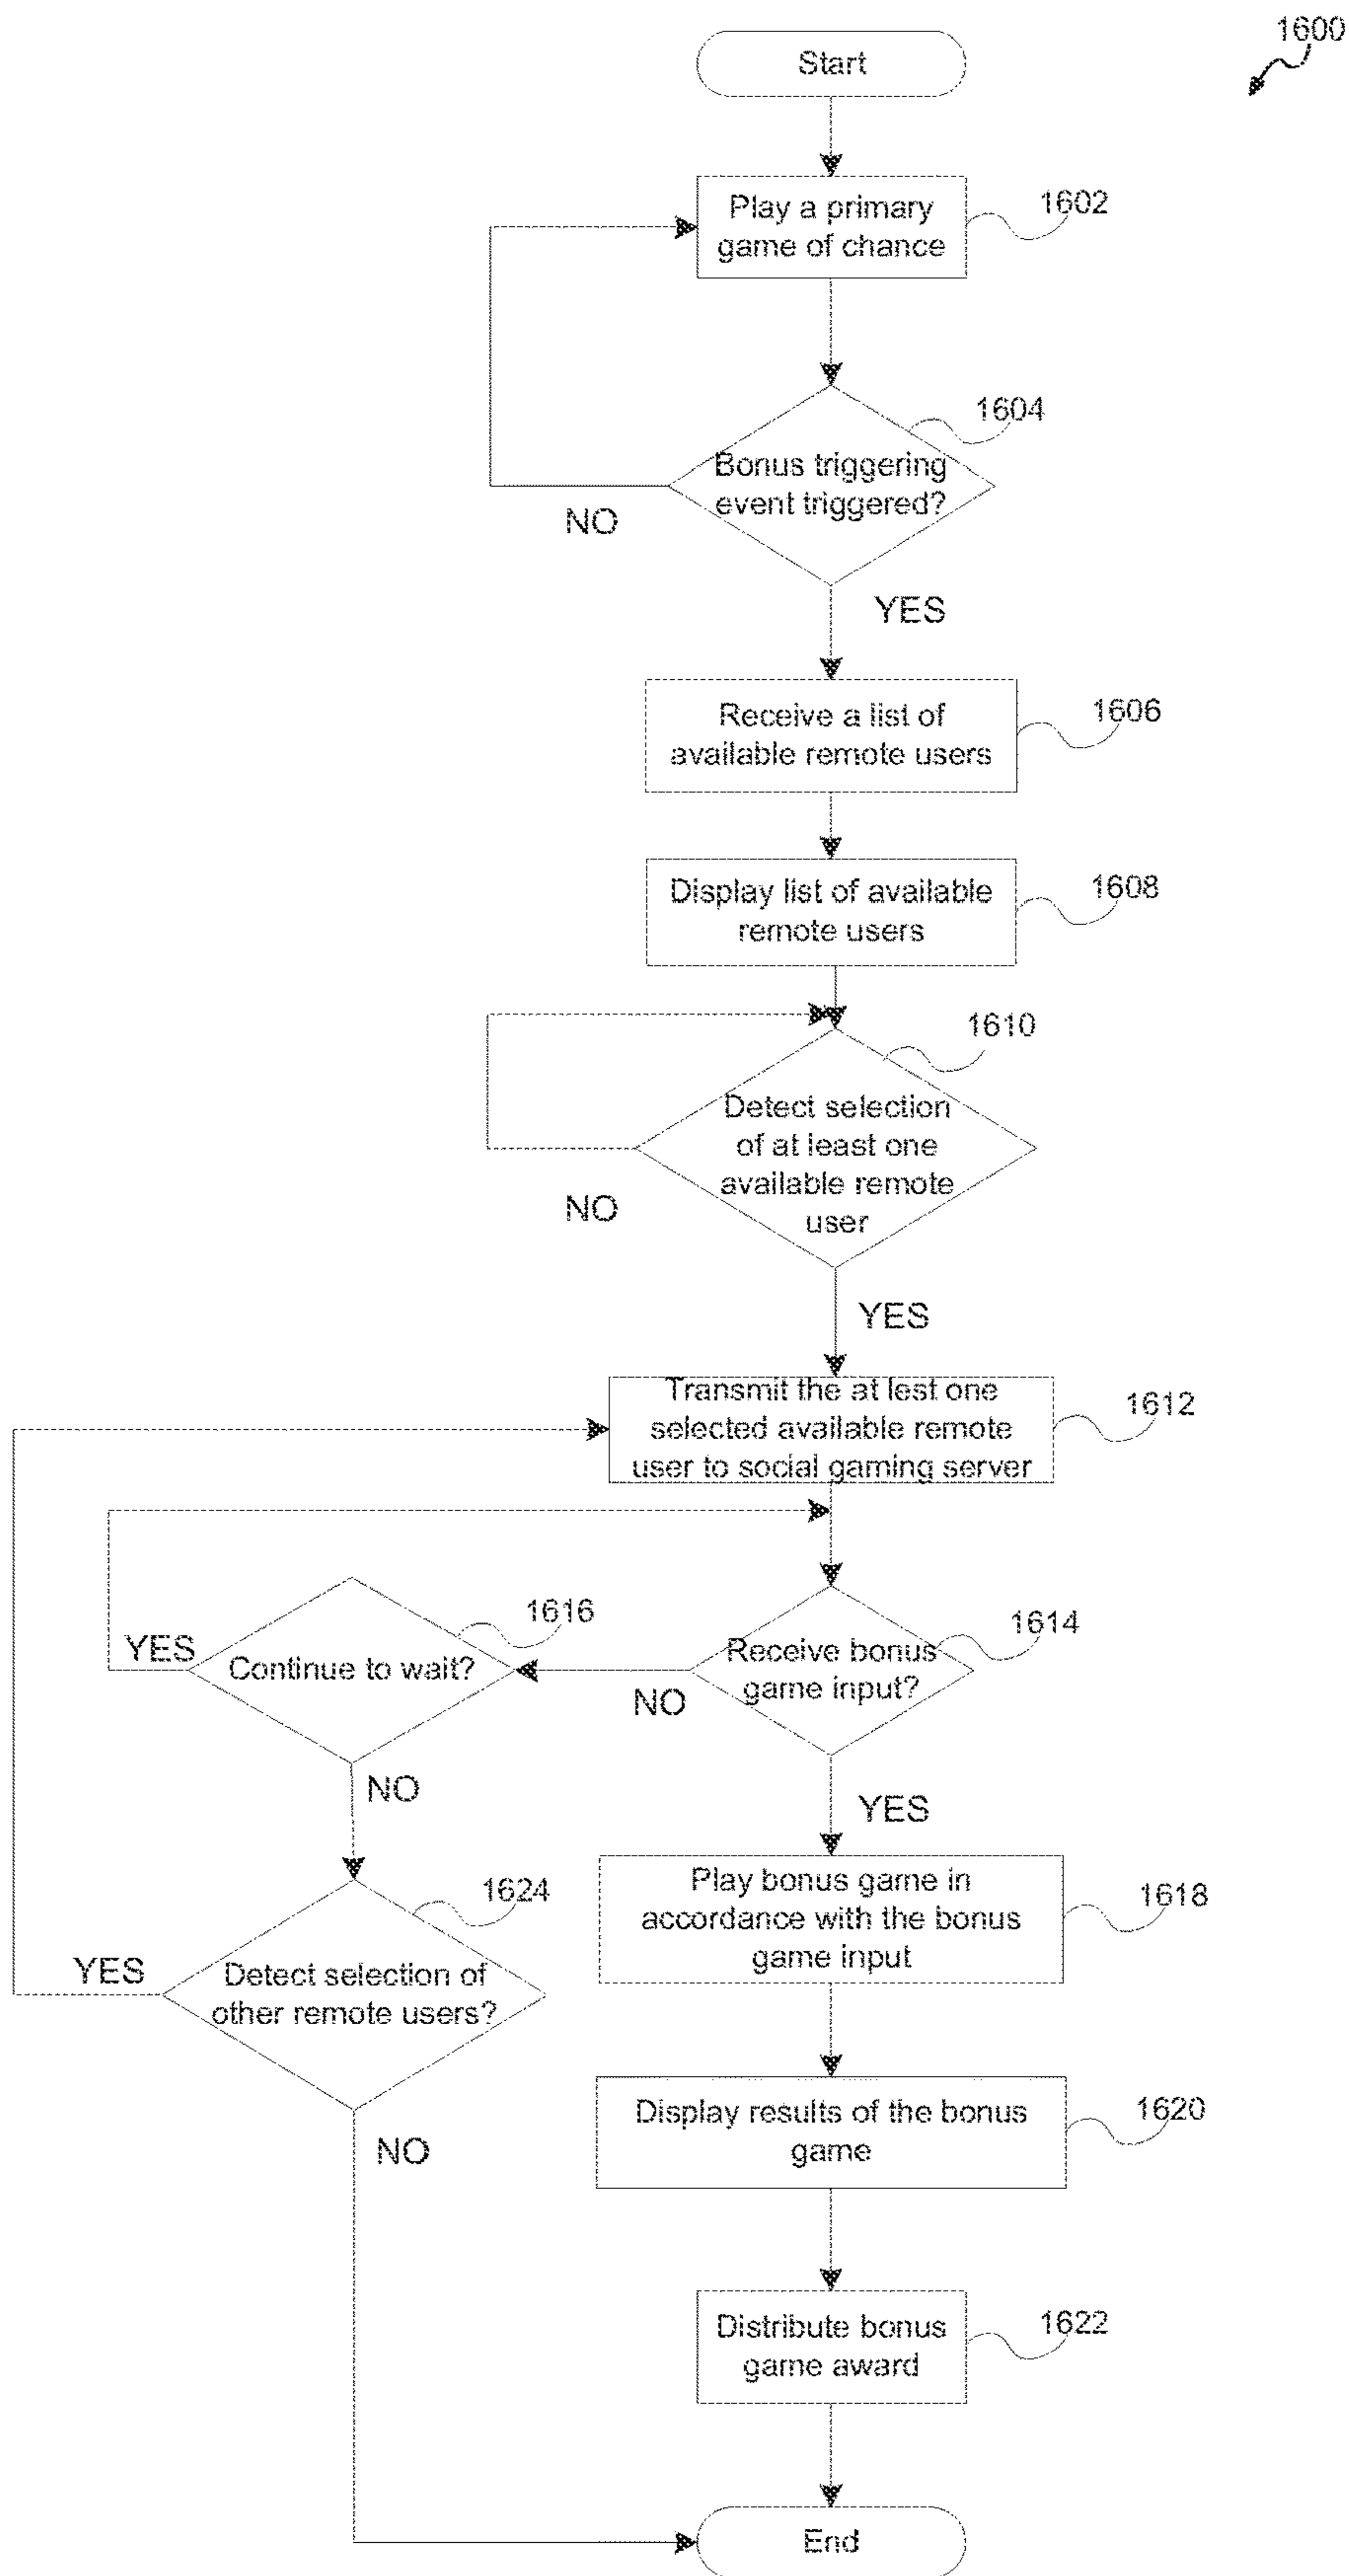 1600
Start
Play a primary
game of chance
1602
1604
Bonus triggering
event triggered?
NO
YES
Receive a list of
available remote users
1606
Display list of available
remote users
1608
1610
Detect selection
of at least one
available remote
user
NO
YES
Transmit the at lest one
selected available remote
user to social gaming server
1612
1616
1614
YES
Continue to wait?
Receive bonus
game input?
NO
NO
YES
1624
Play bonus game in
accordance with the bonus
game input
1618
YES
Detect selection of
other remote users?
Display results of the bonus
game
1620
NO
Distribute bonus
game award
1622
End